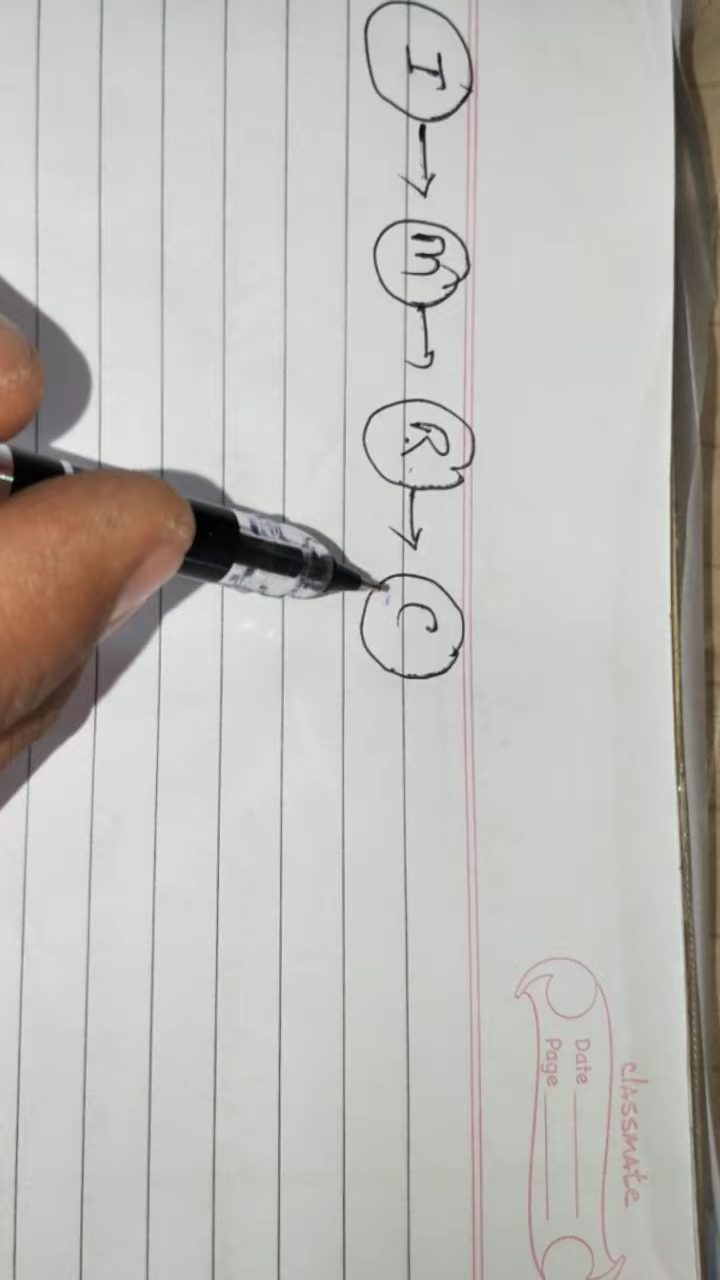 classmate
Date
Page
I → M → R → C